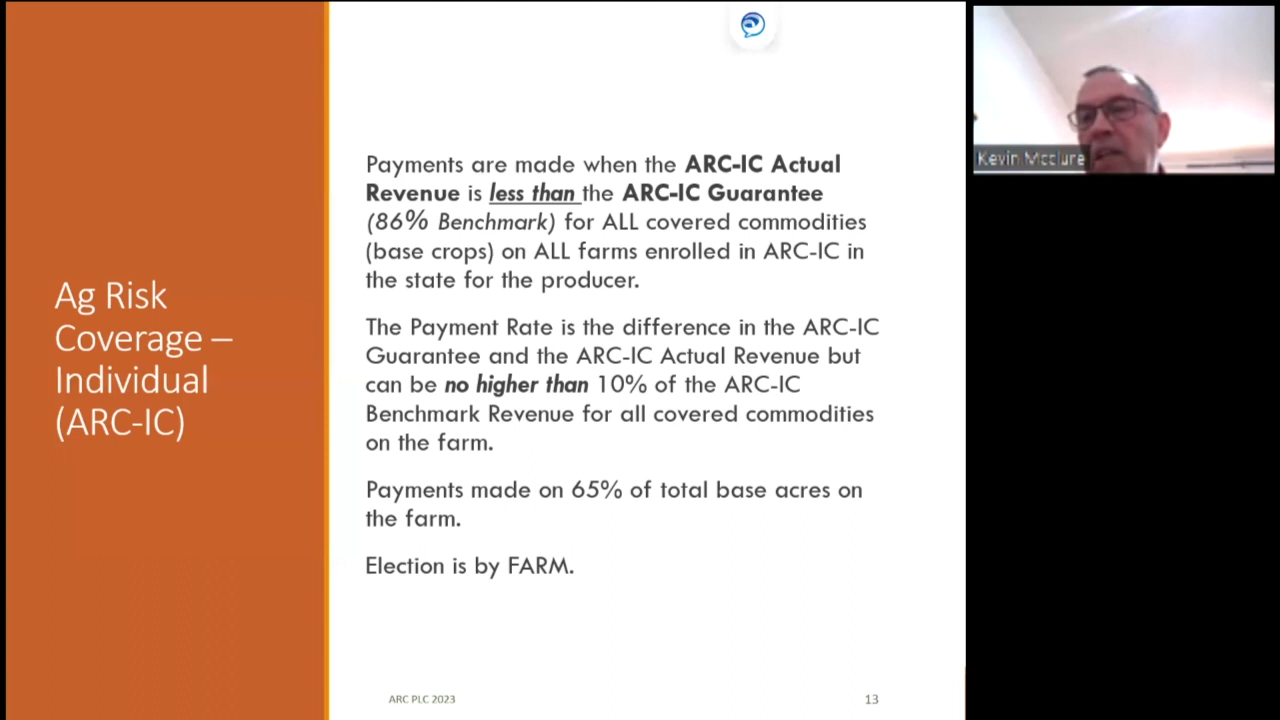 Ag Risk
Coverage –
Individual
(ARC-IC)
Payments are made when the ARC-IC Actual
Revenue is less than the ARC-IC Guarantee
(86% Benchmark) for ALL covered commodities
(base crops) on ALL farms enrolled in ARC-IC in
the state for the producer.
The Payment Rate is the difference in the ARC-IC
Guarantee and the ARC-IC Actual Revenue but
can be no higher than 10% of the ARC-IC
Benchmark Revenue for all covered commodities
on the farm.
Payments made on 65% of total base acres on
the farm.
Election is by FARM.
ARC PLC 2023
13
Kevin Mcclure